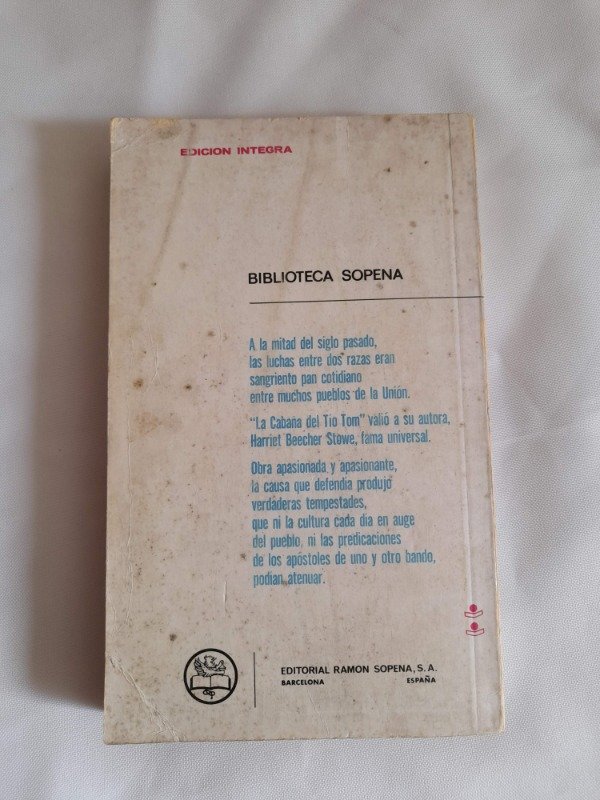 EDICION INTEGRA
BIBLIOTECA SOPENA
A la mitad del siglo pasado,
las luchas entre dos razas eran
sangriento pan cotidiano
entre muchos pueblos de la Unión.
"La Cabaña del Tío Tom" valió a su autora,
Harriet Beecher Stowe, fama universal.
Obra apasionada y apasionante,
la causa que defendía produjo
verdaderas tempestades,
que ni la cultura cada día en auge
del pueblo, ni las predicaciones
de los apóstoles de uno y otro bando,
podían atenuar.
EDITORIAL RAMON SOPENA, S. A.
BARCELONA ESPAÑA